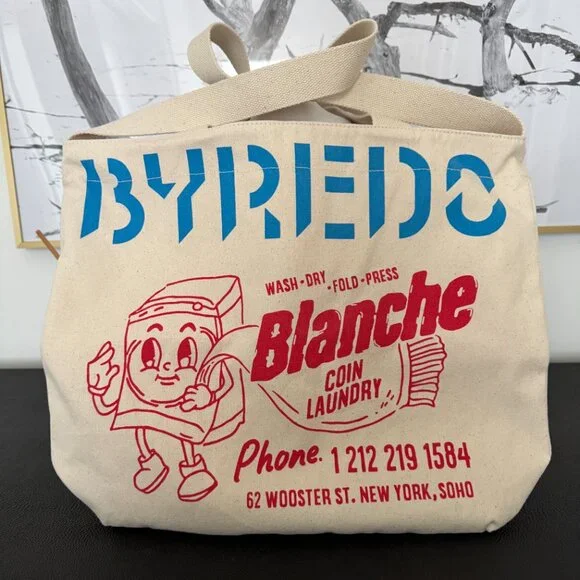 BYREDO
WASH-DRY-FOLD-PRESS
Blanche
COIN
LAUNDRY
Phone. 1 212 219 1584
62 WOOSTER ST. NEW YORK, SOHO